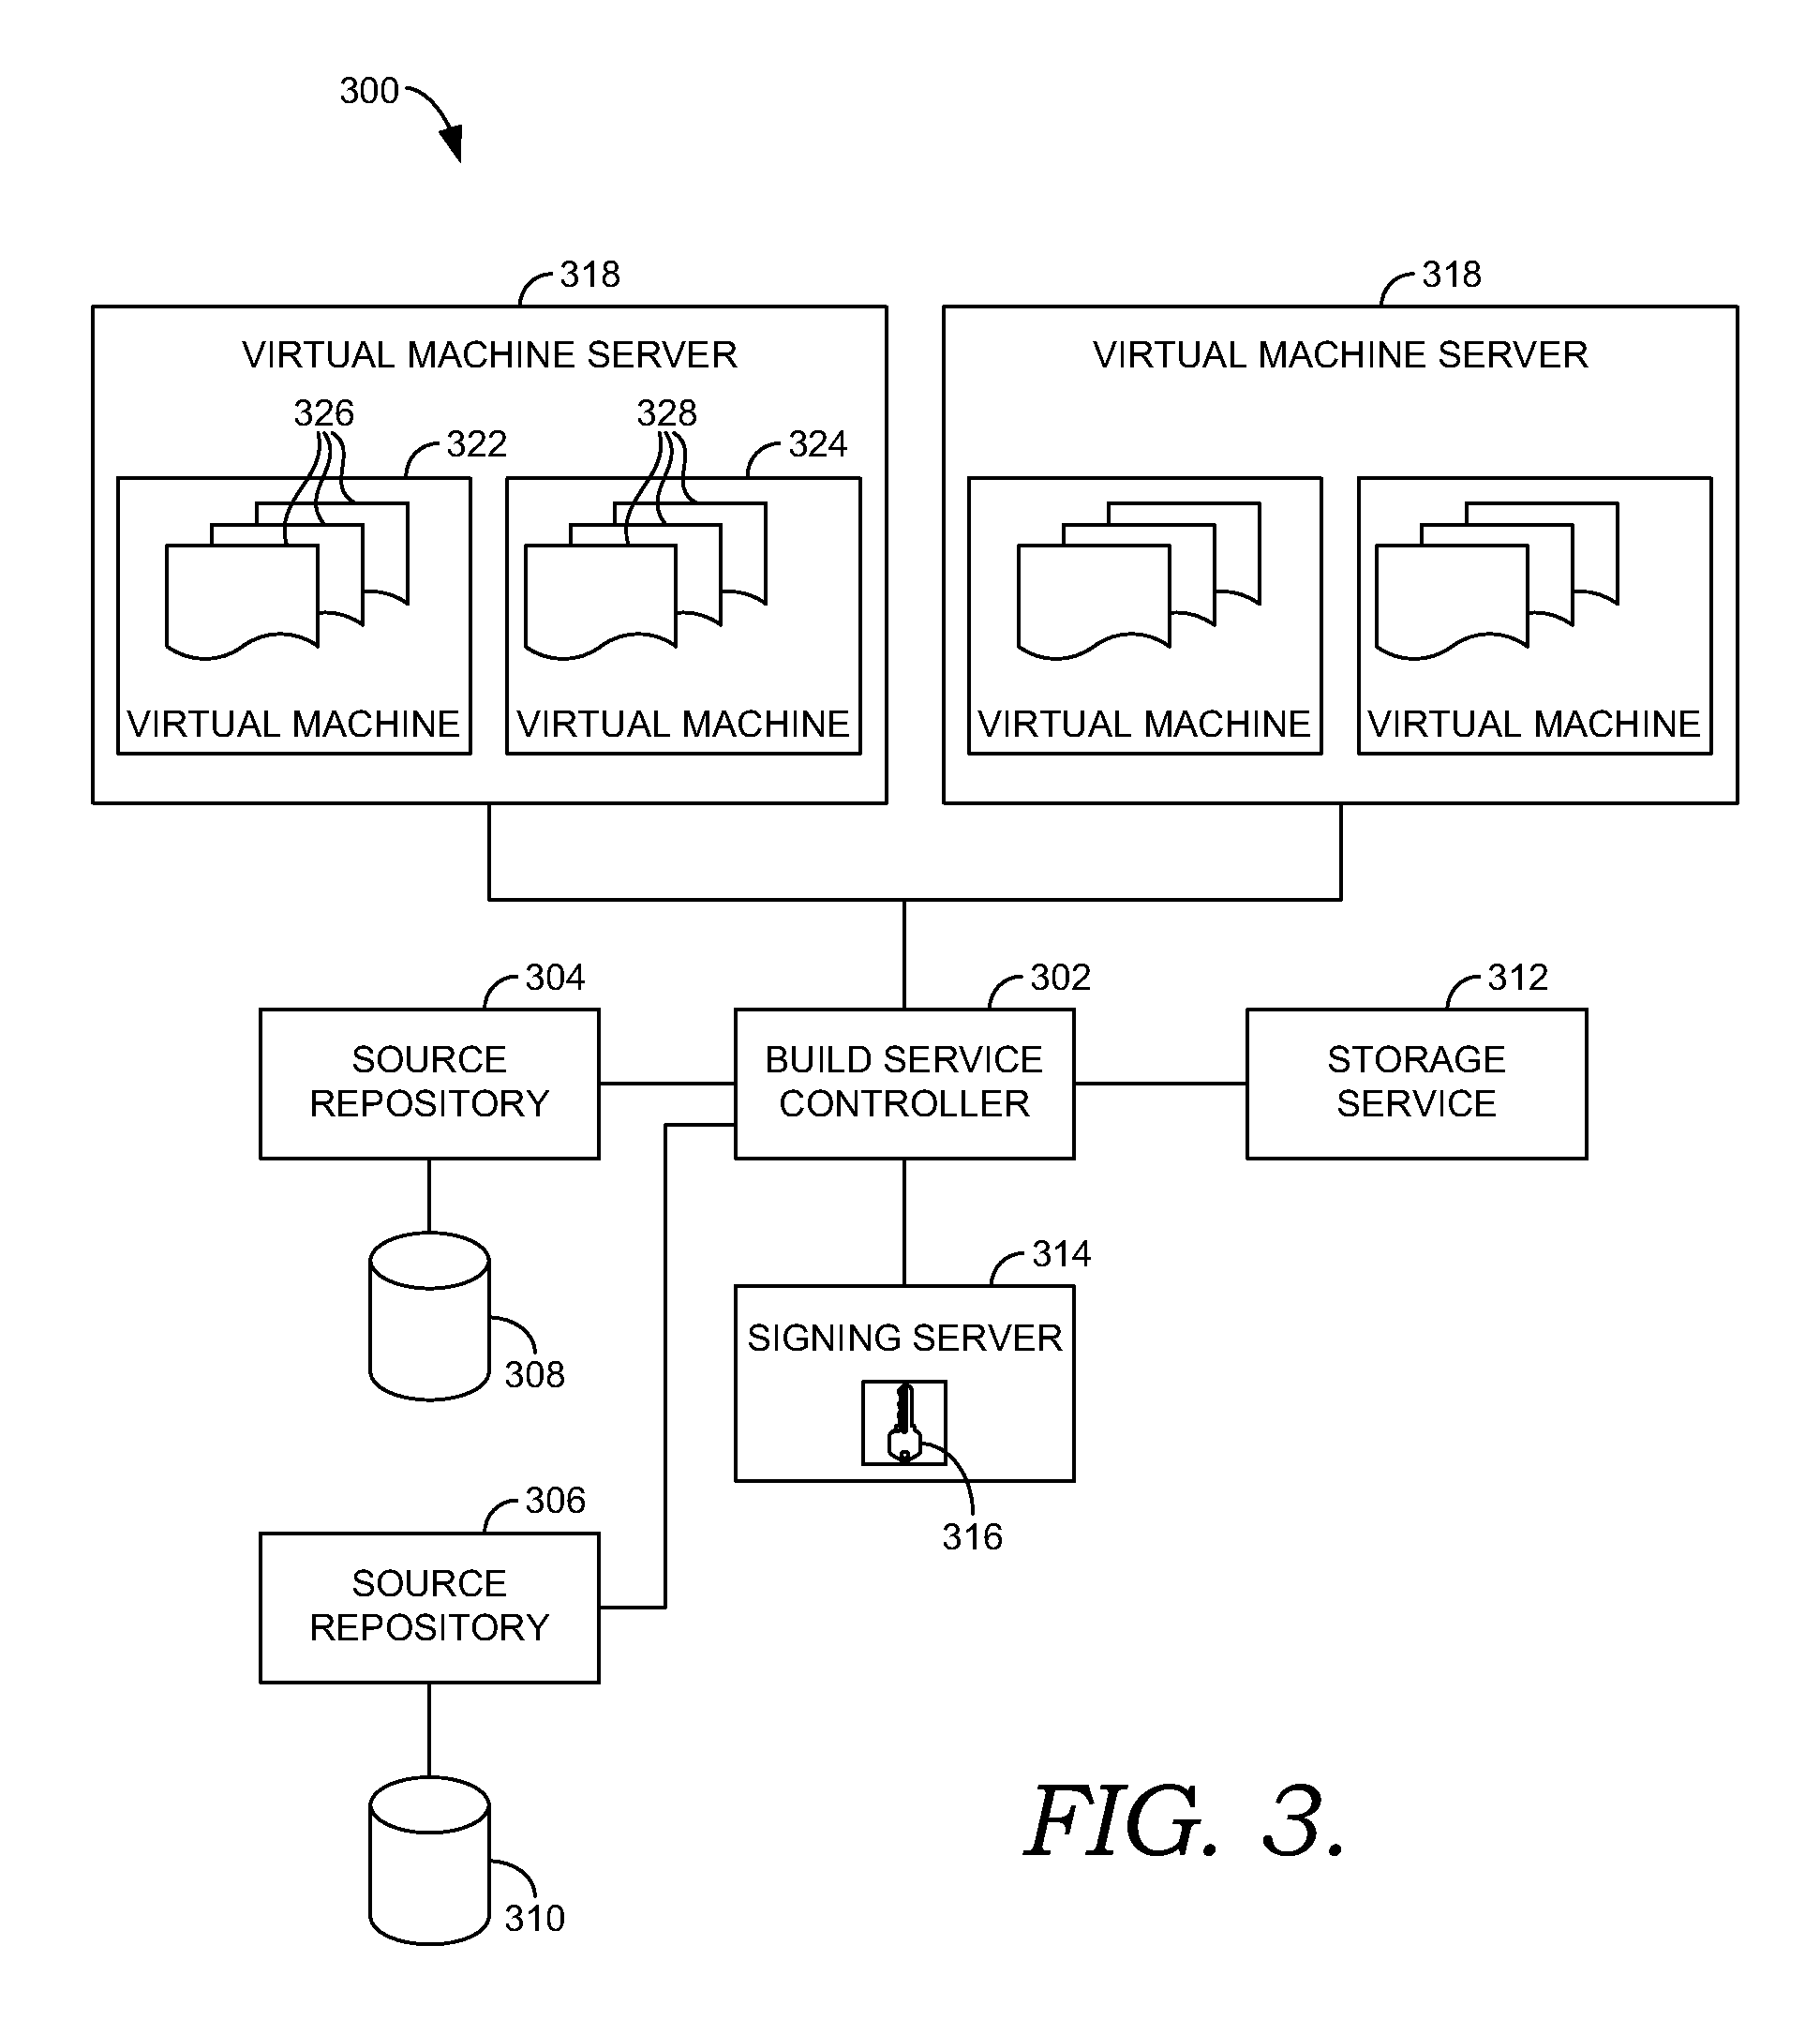 300
318
318
VIRTUAL MACHINE SERVER
VIRTUAL MACHINE SERVER
326
322
328
324
VIRTUAL MACHINE
VIRTUAL MACHINE
VIRTUAL MACHINE
VIRTUAL MACHINE
304
302
312
SOURCE
REPOSITORY
BUILD SERVICE
CONTROLLER
STORAGE
SERVICE
308
314
SIGNING SERVER
316
306
SOURCE
REPOSITORY
310
FIG. 3.